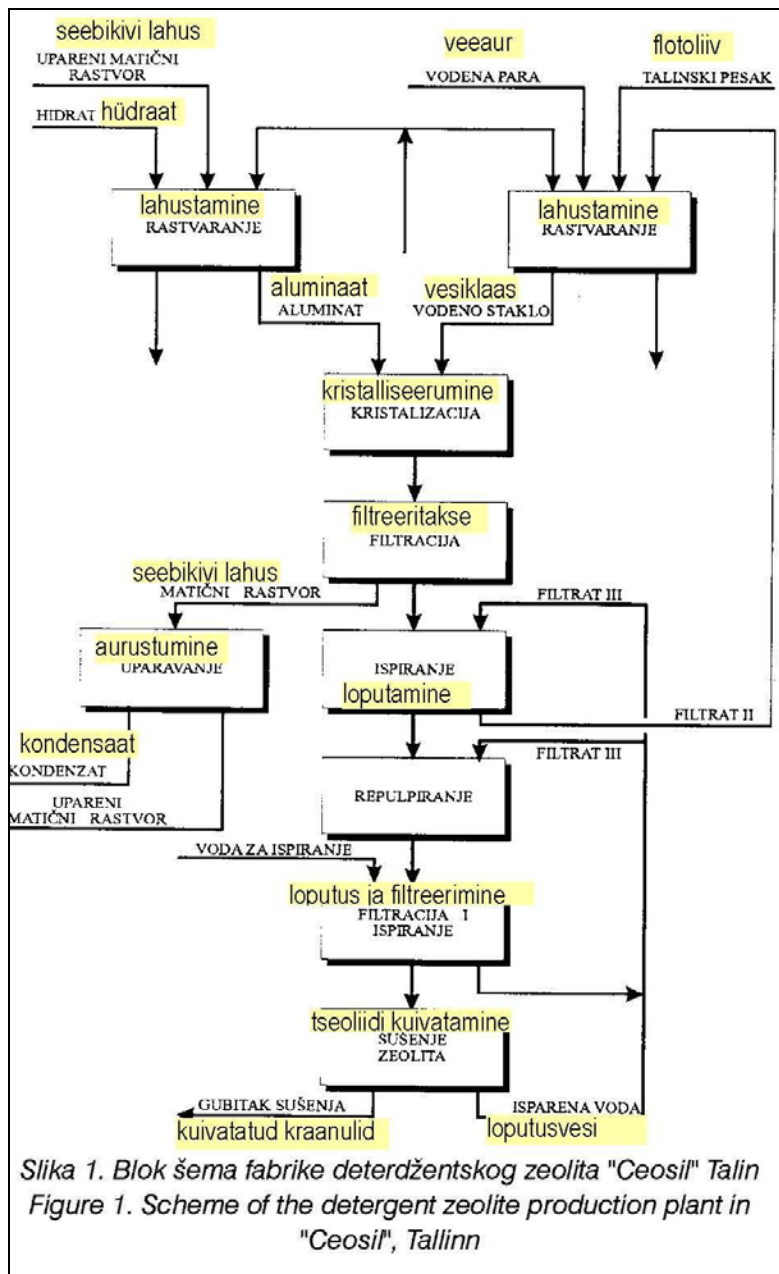 seebikivi lahus
UPARENI MATIČNI
RASTVOR
HIDRAT hüdraat
veeaur
VODENA PARA
flotoliiv
TALINSKI PESAK
lahustamine
RASTVARANJE
lahustamine
RASTVARANJE
aluminaat
ALUMINAT
vesiklaas
VODENO STAKLO
kristalliseerumine
KRISTALIZACIJA
filtreeritakse
FILTRACIJA
seebikivi lahus
MATIČNI RASTVOR
FILTRAT III
aurustumine
UPARAVANJE
ISPIRANJE
loputamine
FILTRAT II
kondensaat
KONDENZAT
FILTRAT III
REPULPIRANJE
UPARENI
MATIČNI RASTVOR
VODA ZA ISPIRANJE
loputus ja filtreerimine
FILTRACIJA I
ISPIRANJE
tseoliidi kuivatamine
SUŠENJE
ZEOLITA
GUBITAK SUŠENJA
kuivatatud kraanulid
ISPARENA VODA
loputusvesi
Slika 1. Blok šema fabrike deterdžentskog zeolita "Ceosil" Talin
Figure 1. Scheme of the detergent zeolite production plant in
"Ceosil", Tallinn